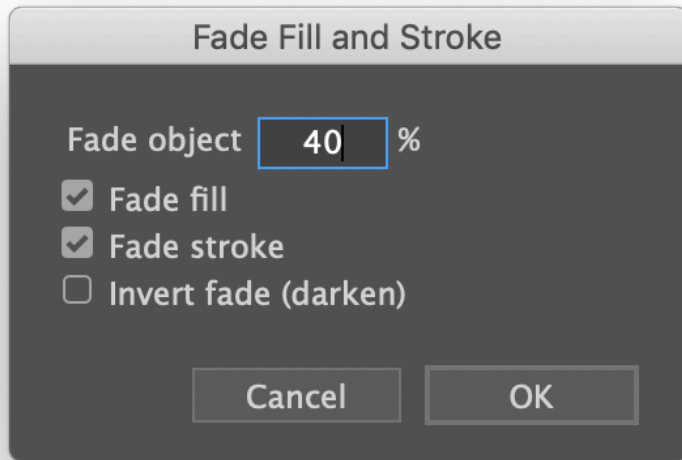 Fade Fill and Stroke
Fade object 40 %
Fade fill
Fade stroke
Invert fade (darken)
Cancel OK